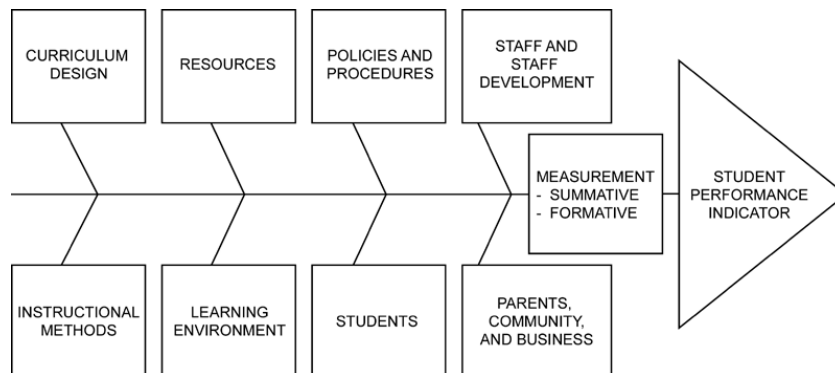 CURRICULUM
DESIGN
RESOURCES
POLICIES AND
PROCEDURES
STAFF AND
STAFF
DEVELOPMENT
MEASUREMENT
- SUMMATIVE
- FORMATIVE
STUDENT
PERFORMANCE
INDICATOR
INSTRUCTIONAL
METHODS
LEARNING
ENVIRONMENT
STUDENTS
PARENTS,
COMMUNITY,
AND BUSINESS